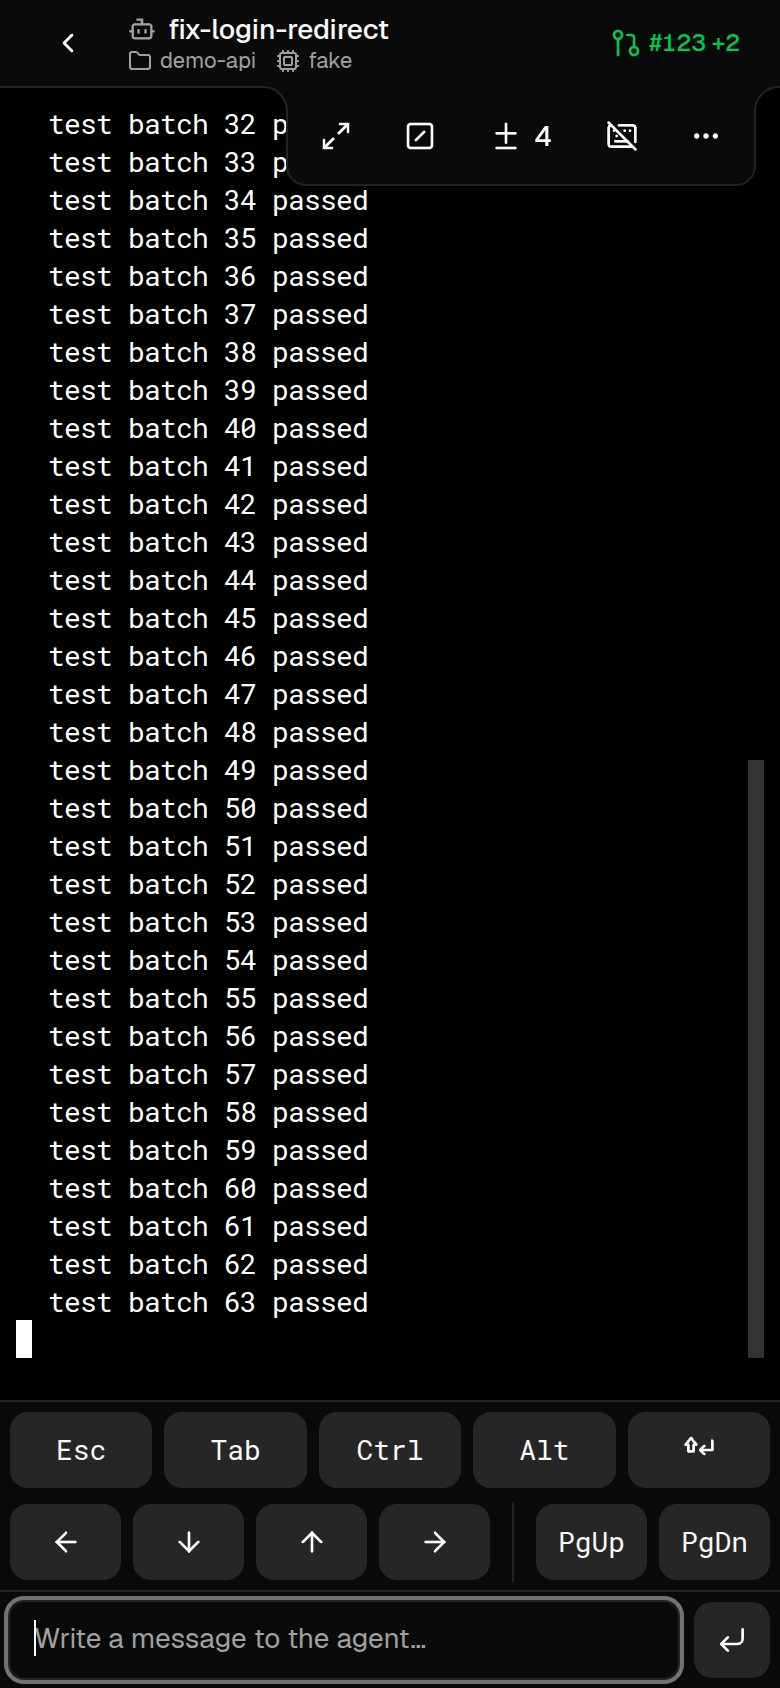 fix-login-redirect
demo-api fake
#123 +2
± 4
test batch 32 p
test batch 33 p
test batch 34 passed
test batch 35 passed
test batch 36 passed
test batch 37 passed
test batch 38 passed
test batch 39 passed
test batch 40 passed
test batch 41 passed
test batch 42 passed
test batch 43 passed
test batch 44 passed
test batch 45 passed
test batch 46 passed
test batch 47 passed
test batch 48 passed
test batch 49 passed
test batch 50 passed
test batch 51 passed
test batch 52 passed
test batch 53 passed
test batch 54 passed
test batch 55 passed
test batch 56 passed
test batch 57 passed
test batch 58 passed
test batch 59 passed
test batch 60 passed
test batch 61 passed
test batch 62 passed
test batch 63 passed
Esc Tab Ctrl Alt
PgUp PgDn
Write a message to the agent…